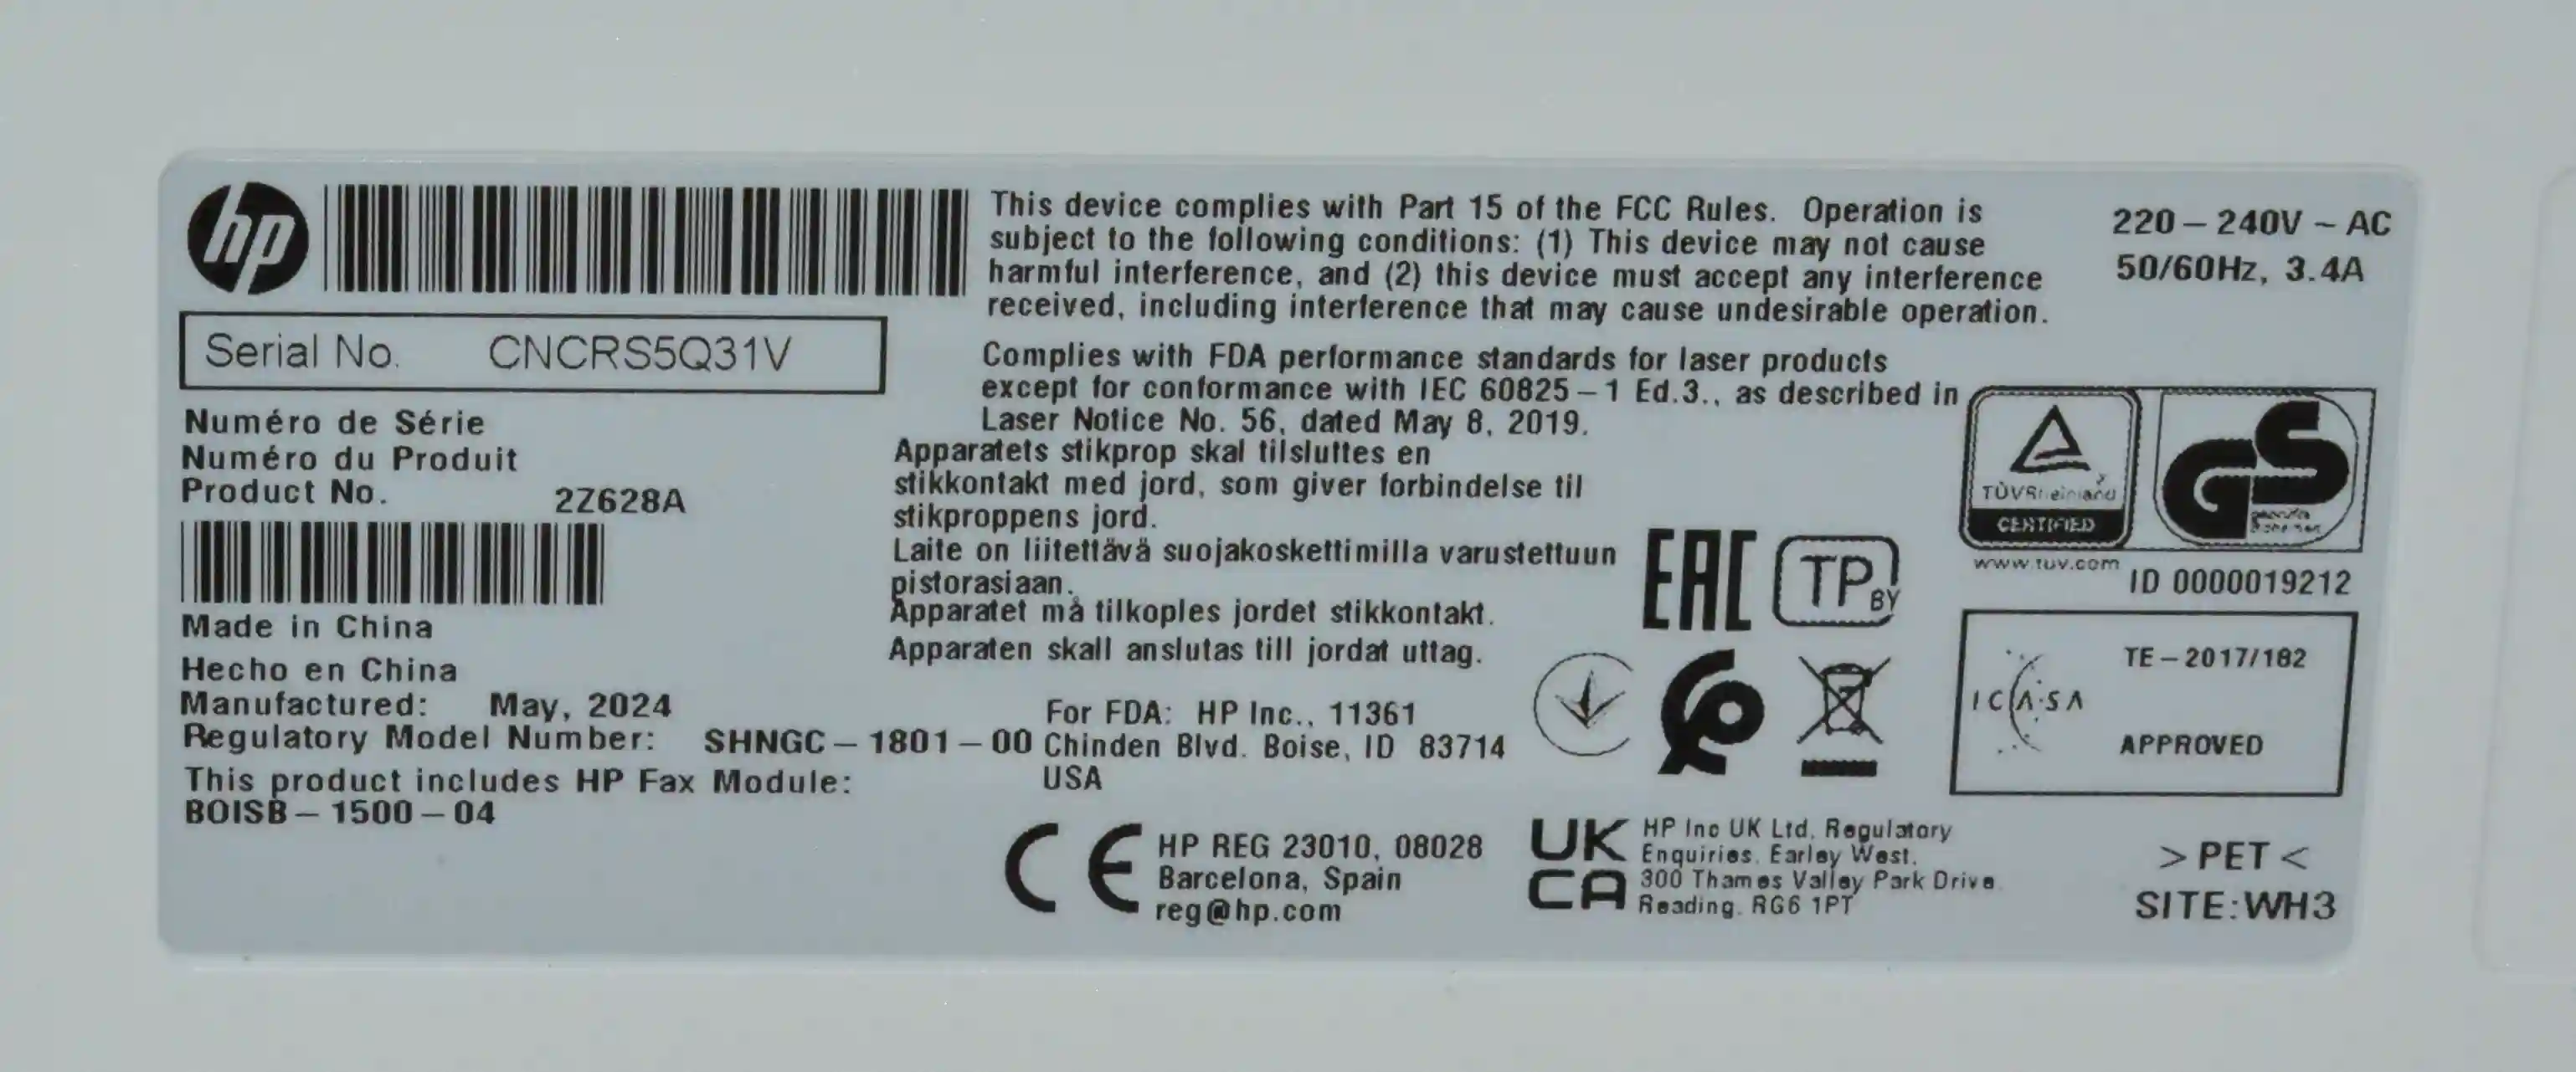 hp
This device complies with Part 15 of the FCC Rules. Operation is
subject to the following conditions: (1) This device may not cause
harmful interference, and (2) this device must accept any interference
received, including interference that may cause undesirable operation.
220 – 240V ~ AC
50/60Hz, 3.4A
Serial No. CNCRS5Q31V
Complies with FDA performance standards for laser products
except for conformance with IEC 60825 – 1 Ed.3., as described in
Laser Notice No. 56, dated May 8, 2019.
Numéro de Série
Numéro du Produit
Product No. 2Z628A
Apparatets stikprop skal tilsluttes en
stikkontakt med jord, som giver forbindelse til
stikproppens jord.
Laite on liitettävä suojakoskettimilla varustettuun
pistorasiaan.
Apparatet må tilkoples jordet stikkontakt.
Apparaten skall anslutas till jordat uttag.
Made in China
Hecho en China
Manufactured: May, 2024
Regulatory Model Number: SHNGC – 1801 – 00
This product includes HP Fax Module:
BOISB – 1500 – 04
For FDA: HP Inc., 11361
Chinden Blvd. Boise, ID 83714
USA
EAC
TP BY
TÜVRheinland
CERTIFIED
GS
geprüfte
www.tuv.com
ID 0000019212
ICASA
TE – 2017/182
APPROVED
CE
HP REG 23010, 08028
Barcelona, Spain
reg@hp.com
UK
CA
HP Inc UK Ltd. Regulatory
Enquiries, Earley West,
300 Thames Valley Park Drive
Reading. RG6 1PT
> PET <
SITE:WH3